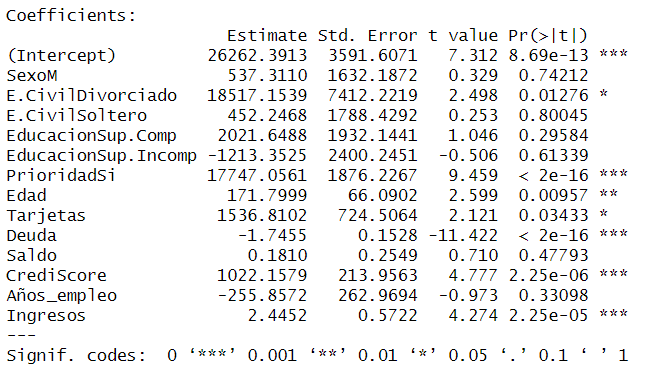 Coefficients:
                      Estimate Std. Error t value Pr(>|t|)
(Intercept)         26262.3913  3591.6071   7.312 8.69e-13 ***
SexoM                 537.3110  1632.1872   0.329  0.74212
E.CivilDivorciado   18517.1539  7412.2219   2.498  0.01276 *
E.CivilSoltero        452.2468  1788.4292   0.253  0.80045
EducacionSup.Comp    2021.6488  1932.1441   1.046  0.29584
EducacionSup.Incomp -1213.3525  2400.2451  -0.506  0.61339
PrioridadSi         17747.0561  1876.2267   9.459  < 2e-16 ***
Edad                  171.7999    66.0902   2.599  0.00957 **
Tarjetas             1536.8102   724.5064   2.121  0.03433 *
Deuda                  -1.7455     0.1528 -11.422  < 2e-16 ***
Saldo                   0.1810     0.2549   0.710  0.47793
CrediScore           1022.1579   213.9563   4.777 2.25e-06 ***
Años_empleo          -255.8572   262.9694  -0.973  0.33098
Ingresos                2.4452     0.5722   4.274 2.25e-05 ***
---
Signif. codes:  0 ‘***’ 0.001 ‘**’ 0.01 ‘*’ 0.05 ‘.’ 0.1 ‘ ’ 1